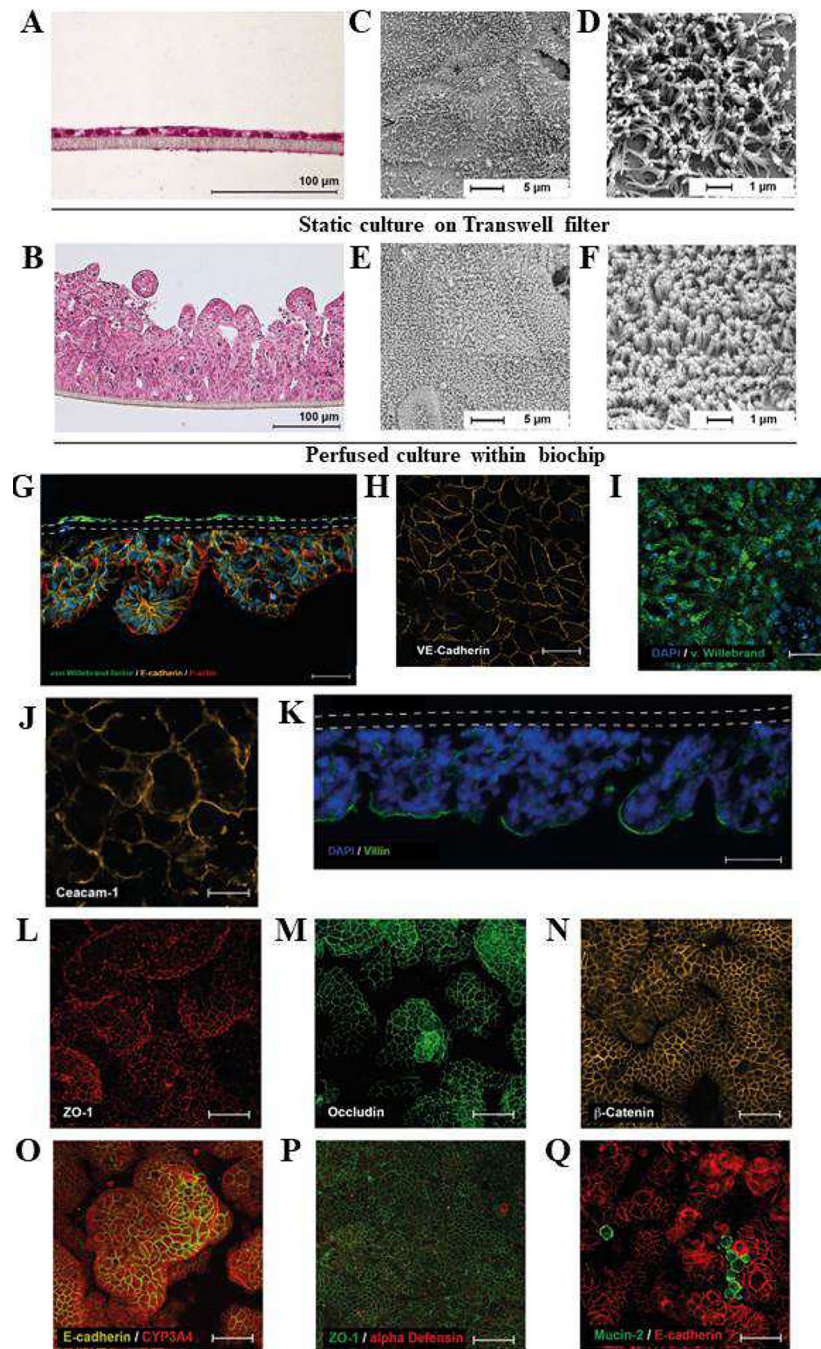 A
C
D
100 µm
5 µm
1 µm
Static culture on Transwell filter
B
E
F
100 µm
5 µm
1 µm
Perfused culture within biochip
G
H
I
von Willebrand factor / E-cadherin / F-actin
VE-Cadherin
DAPI / v. Willebrand
J
K
Ceacam-1
DAPI / Villin
L
M
N
ZO-1
Occludin
β-Catenin
O
P
Q
E-cadherin / CYP3A4
ZO-1 / alpha Defensin
Mucin-2 / E-cadherin